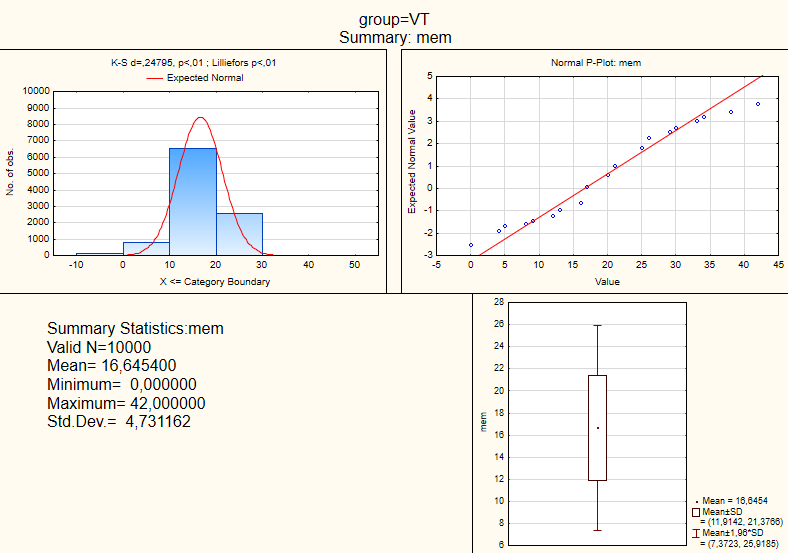 group=VT
Summary: mem
K-S d=,24795, p<,01 ; Lilliefors p<,01
Expected Normal
10000
9000
8000
7000
6000
5000
4000
3000
2000
1000
0
No. of obs.
-10 0 10 20 30 40 50
X <= Category Boundary
Normal P-Plot: mem
5
4
3
2
1
0
-1
-2
-3
Expected Normal Value
-5 0 5 10 15 20 25 30 35 40 45
Value
Summary Statistics:mem
Valid N=10000
Mean= 16,645400
Minimum= 0,000000
Maximum= 42,000000
Std.Dev.= 4,731162
28
26
24
22
20
18
16
14
12
10
8
6
mem
Mean = 16,6454
Mean±SD
= (11,9142, 21,3766)
Mean±1,96*SD
= (7,3723, 25,9185)